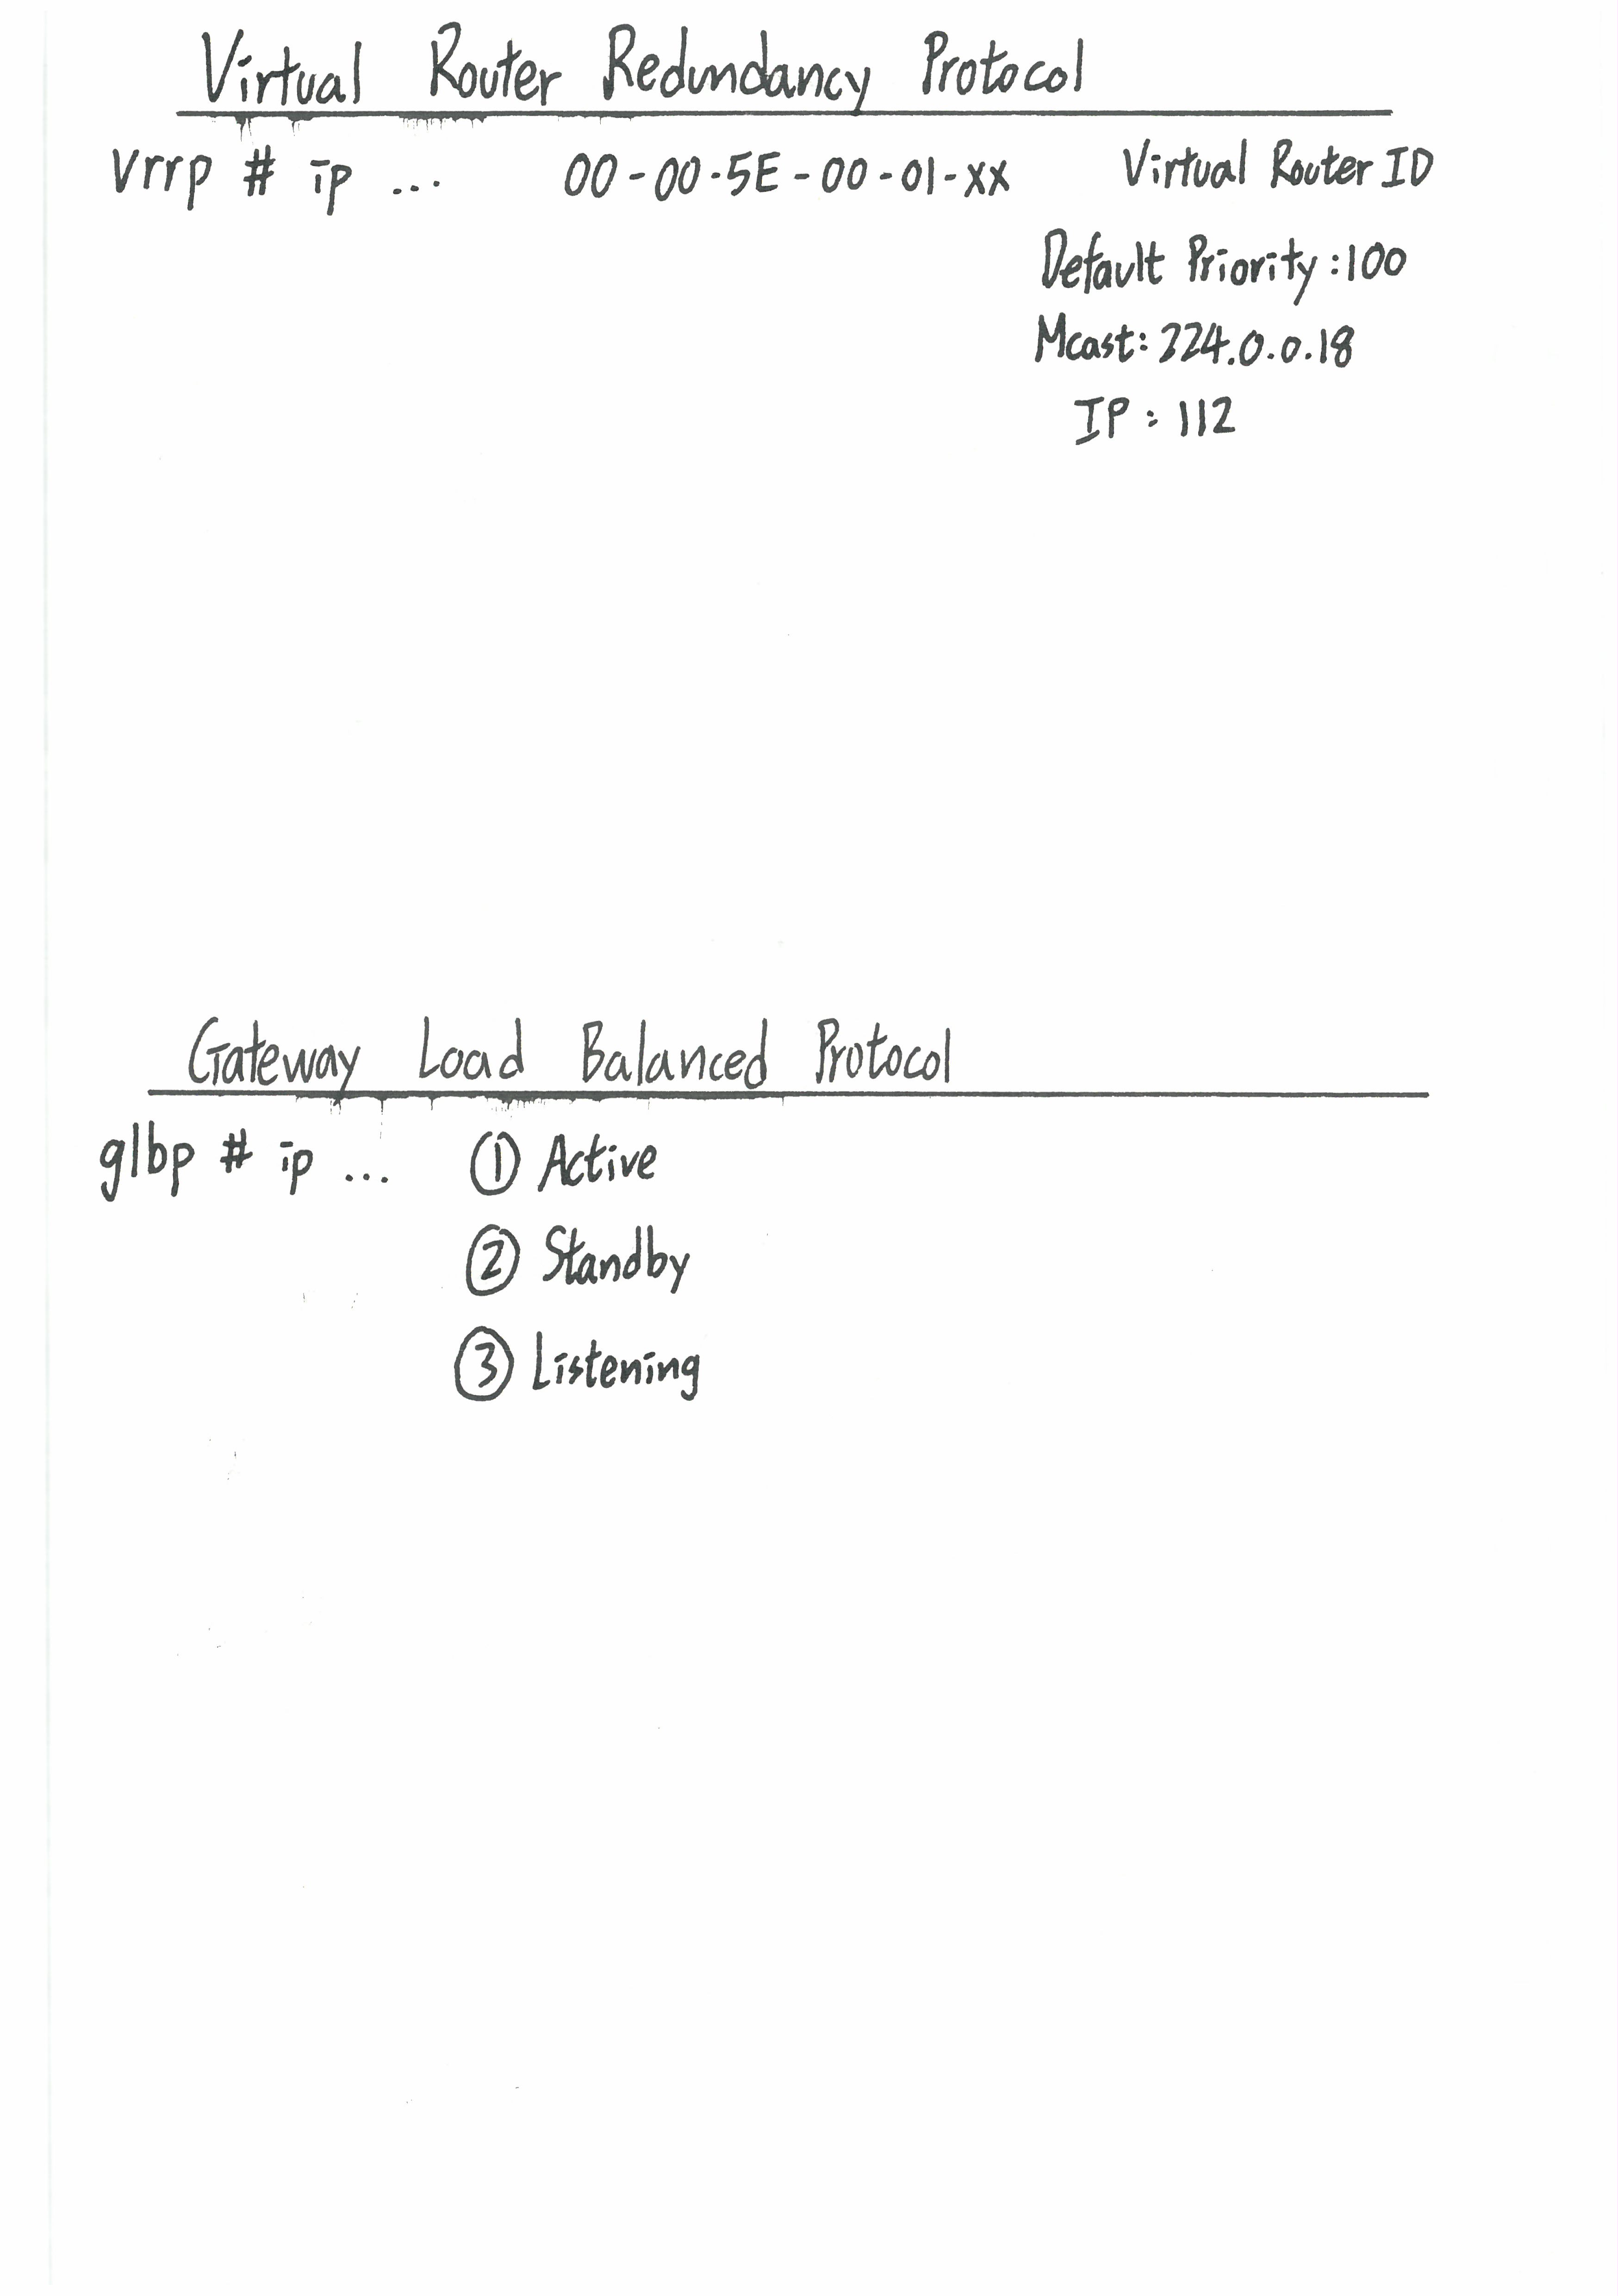 Virtual Router Redundancy Protocol
vrrp # ip ... 00-00-5E-00-01-XX Virtual Router ID
Default Priority:100
Mcast: 224.0.0.18
IP: 112
Gateway Load Balanced Protocol
glbp # ip ... ① Active
② Standby
③ Listening